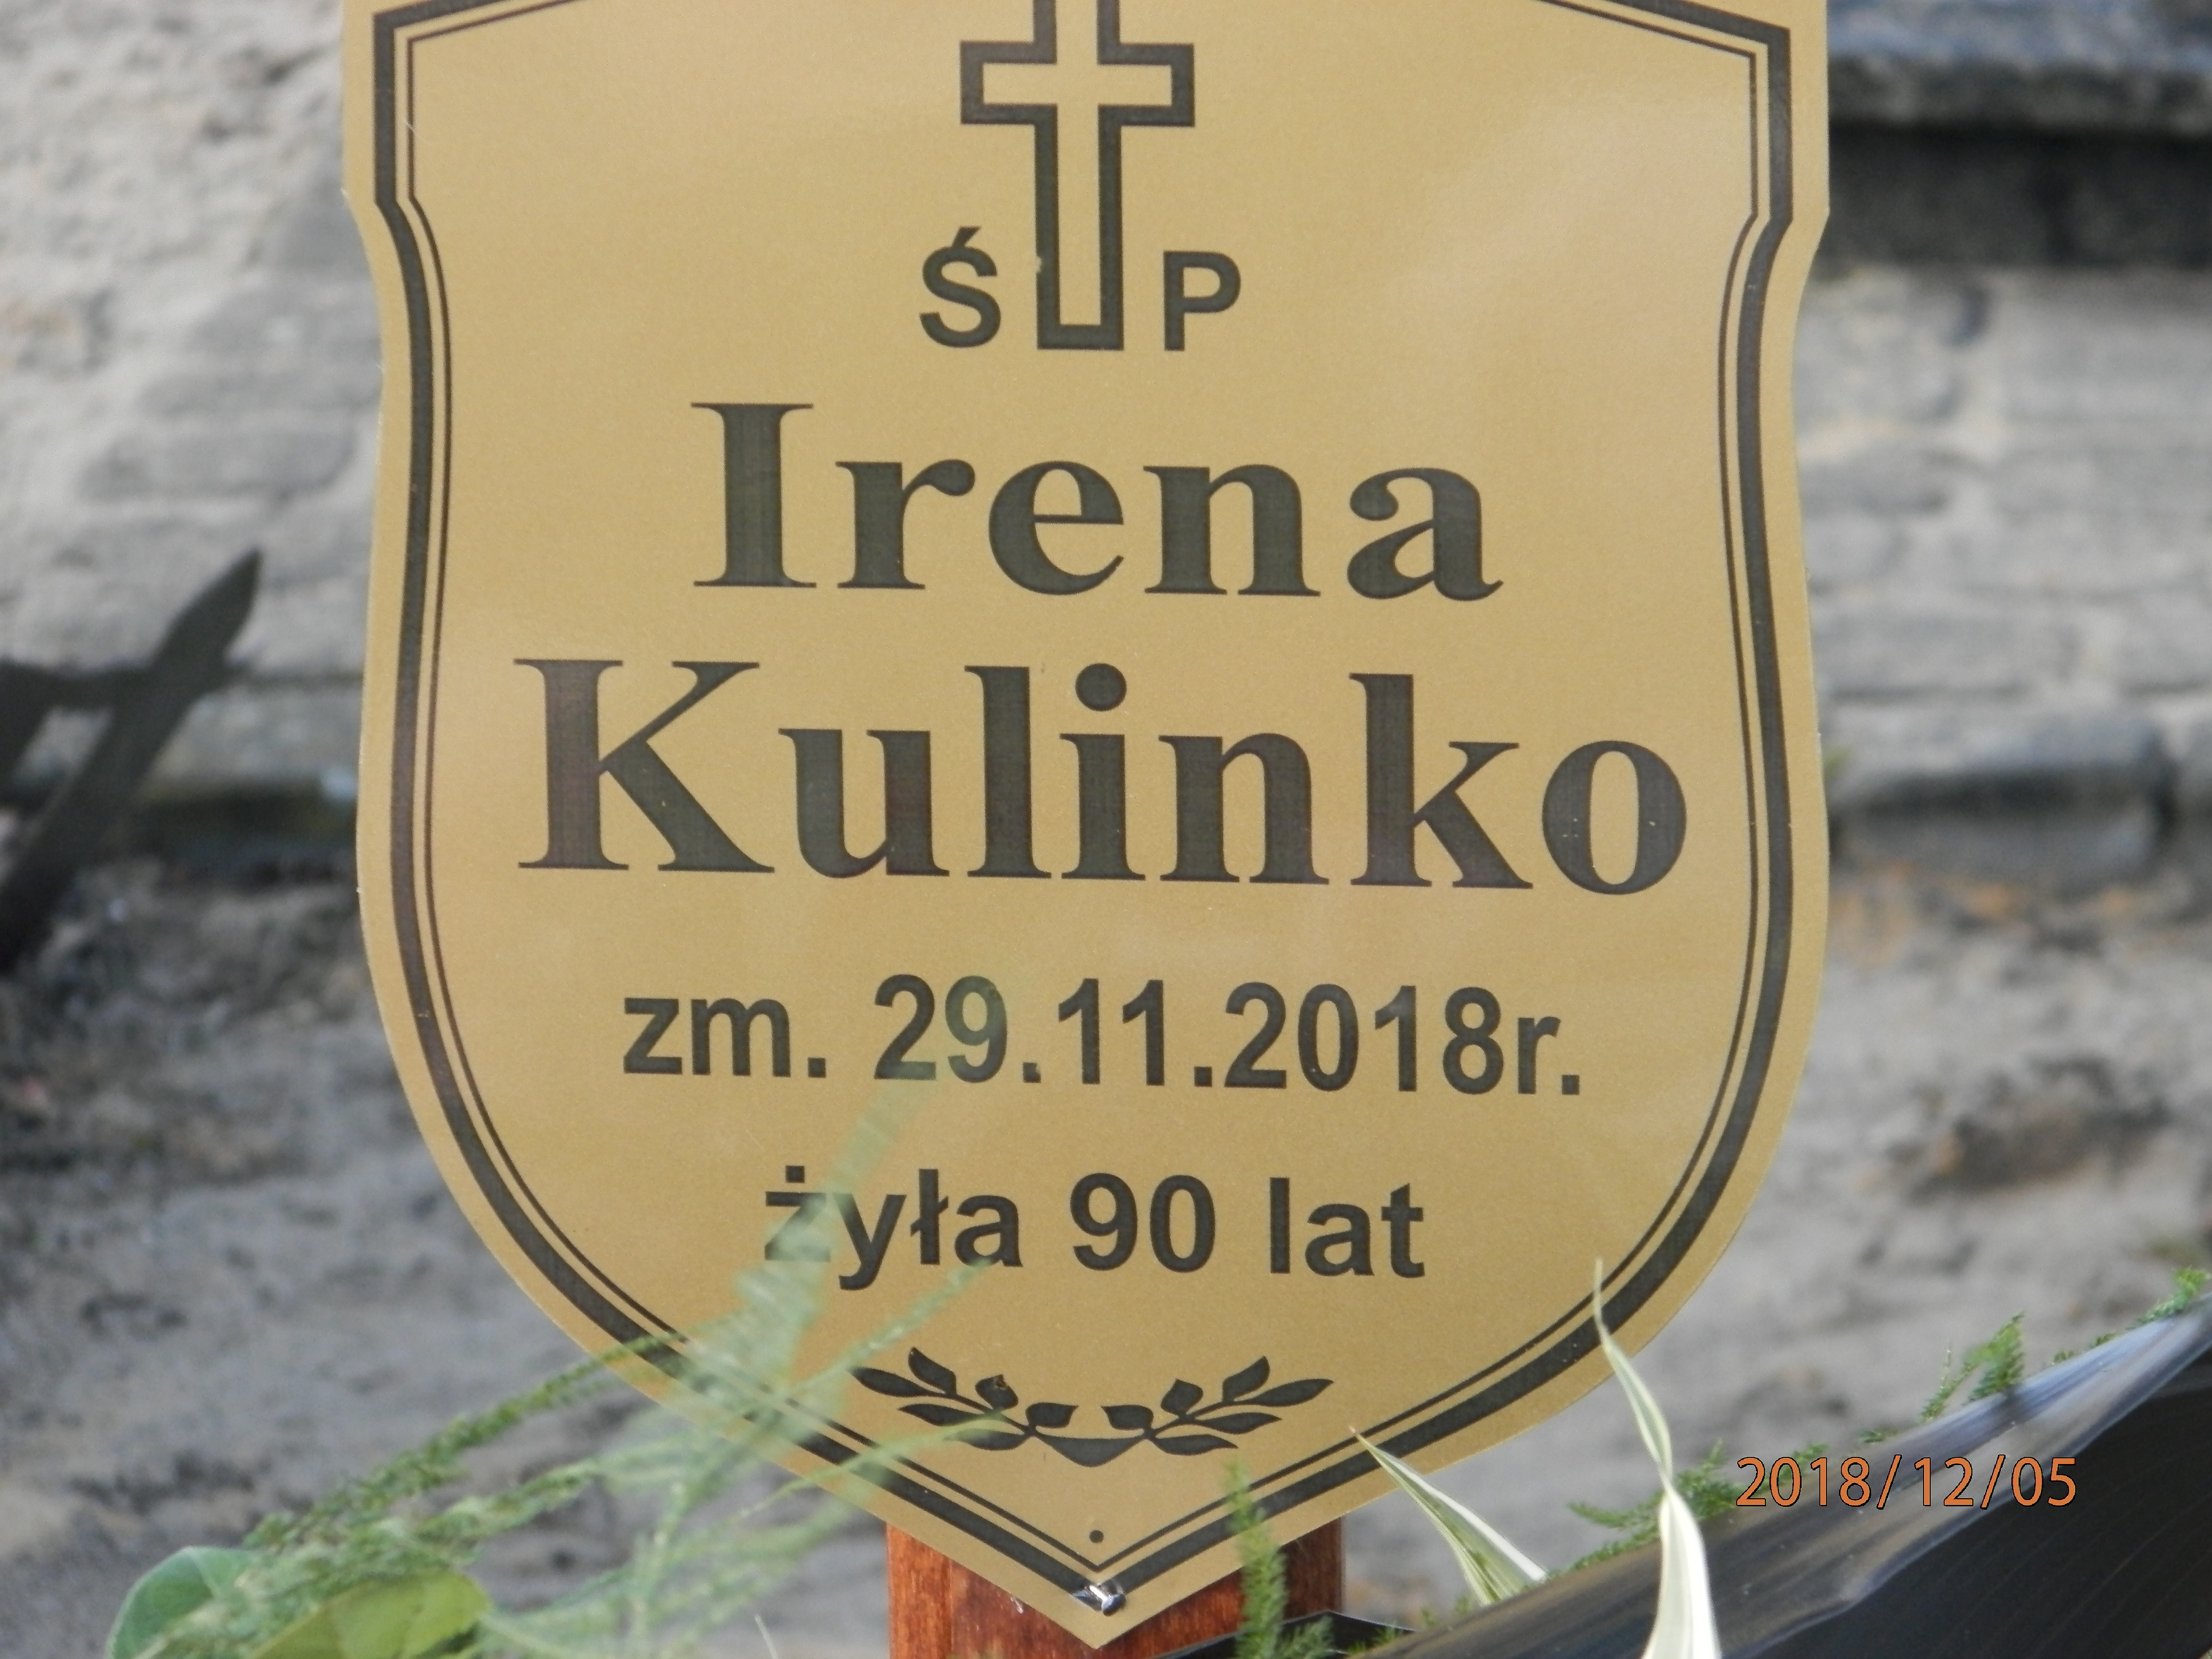 Ś P
Irena
Kulinko
zm. 29.11.2018r.
żyła 90 lat
2018/12/05